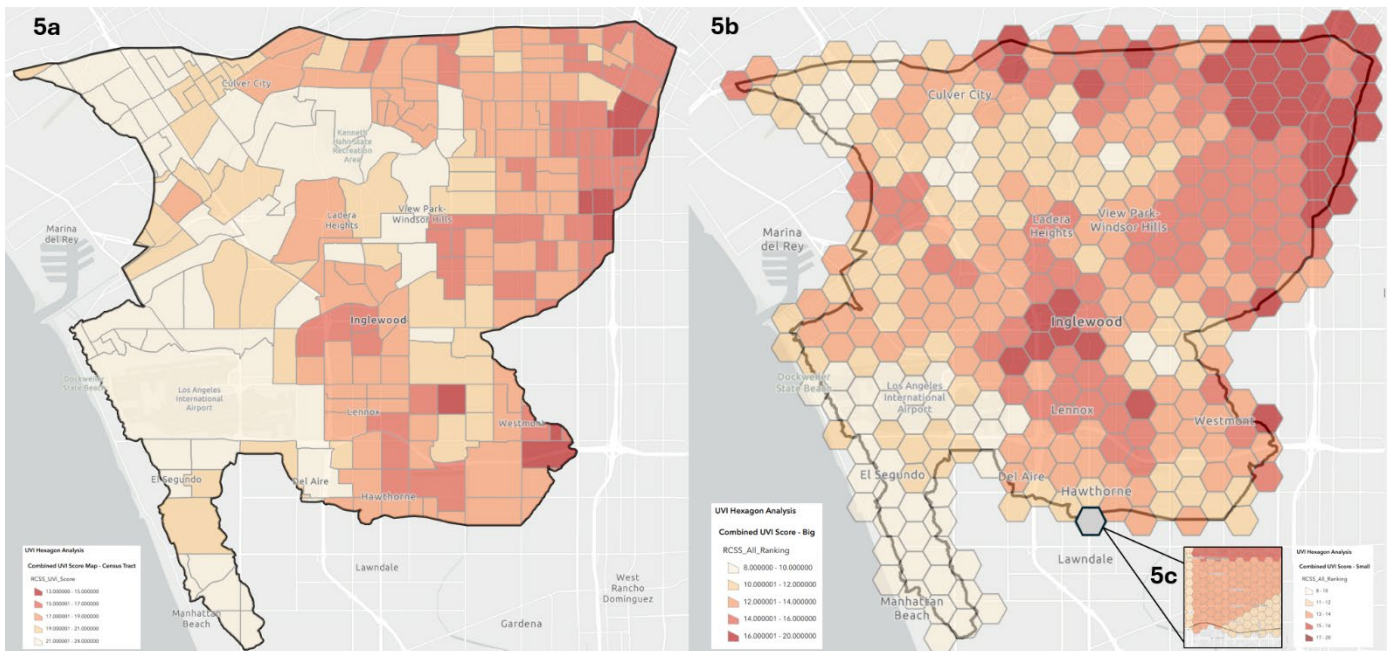 5a
Culver City
Kenneth
Hahn State
Recreation
Area
Marina
del Rey
Ladera
Heights
View Park-
Windsor Hills
Inglewood
Dockweiler
State Beach
Los Angeles
International
Airport
Lennox
Westmont
El Segundo
Del Aire
Hawthorne
Lawndale
West
Rancho
Dominguez
Manhattan
Beach
Gardena
UVI Hexagon Analysis
Combined UVI Score Map - Census Tract
RCSS_UVI_Score
13.000000 - 15.000000
15.000001 - 17.000000
17.000001 - 19.000000
19.000001 - 21.000000
21.000001 - 24.000000
5b
Culver City
Marina
del Rey
Ladera
Heights
View Park-
Windsor Hills
Inglewood
Dockweiler
State Beach
Los Angeles
International
Airport
Lennox
Westmont
El Segundo
Del Aire
Hawthorne
Lawndale
Manhattan
Beach
UVI Hexagon Analysis
Combined UVI Score - Big
RCSS_All_Ranking
8.000000 - 10.000000
10.000001 - 12.000000
12.000001 - 14.000000
14.000001 - 16.000000
16.000001 - 20.000000
5c
UVI Hexagon Analysis
Combined UVI Score - Small
RCSS_All_Ranking
8 - 10
11 - 12
13 - 14
15 - 16
17 - 20